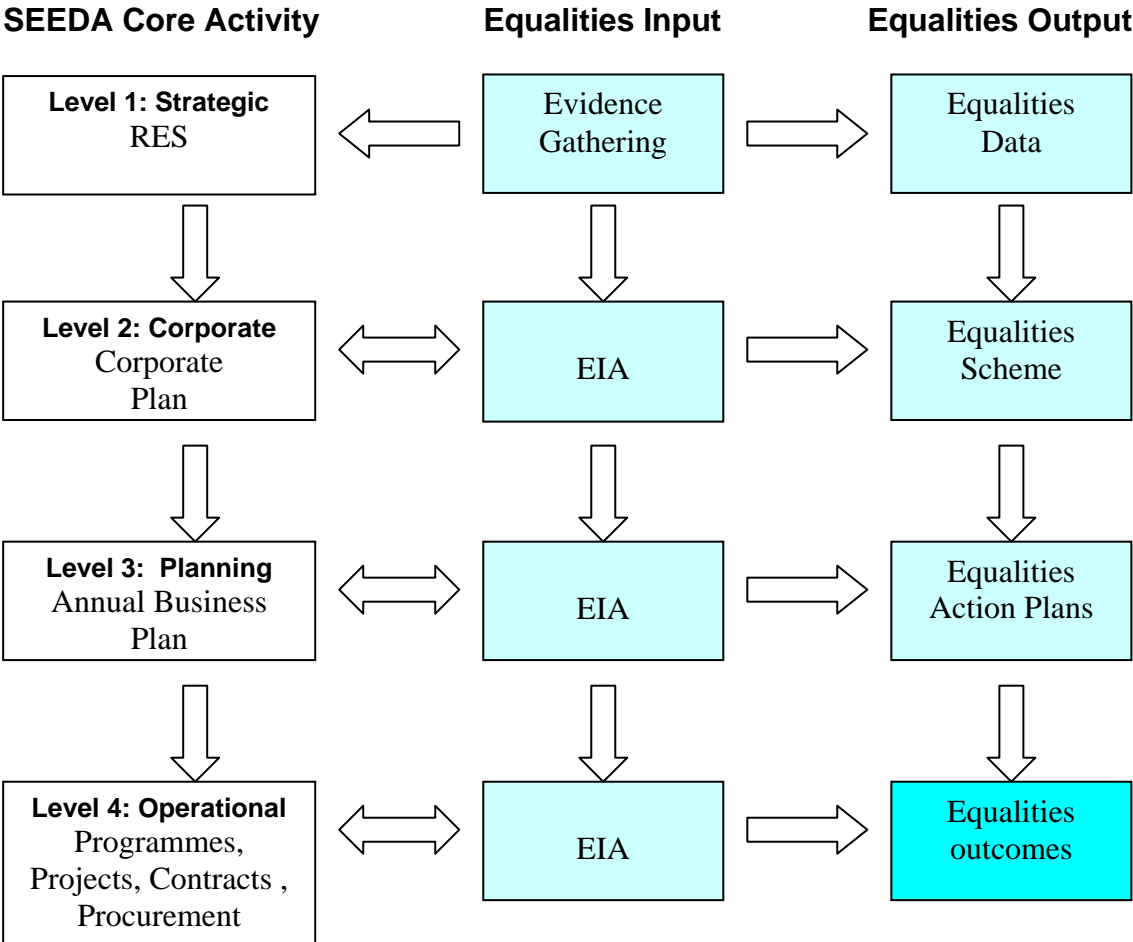 SEEDA Core Activity
Equalities Input
Equalities Output
Level 1: Strategic
RES
Evidence
Gathering
Equalities
Data
Level 2: Corporate
Corporate
Plan
EIA
Equalities
Scheme
Level 3:  Planning
Annual Business
Plan
EIA
Equalities
Action Plans
Level 4: Operational
Programmes,
Projects, Contracts ,
Procurement
EIA
Equalities
outcomes